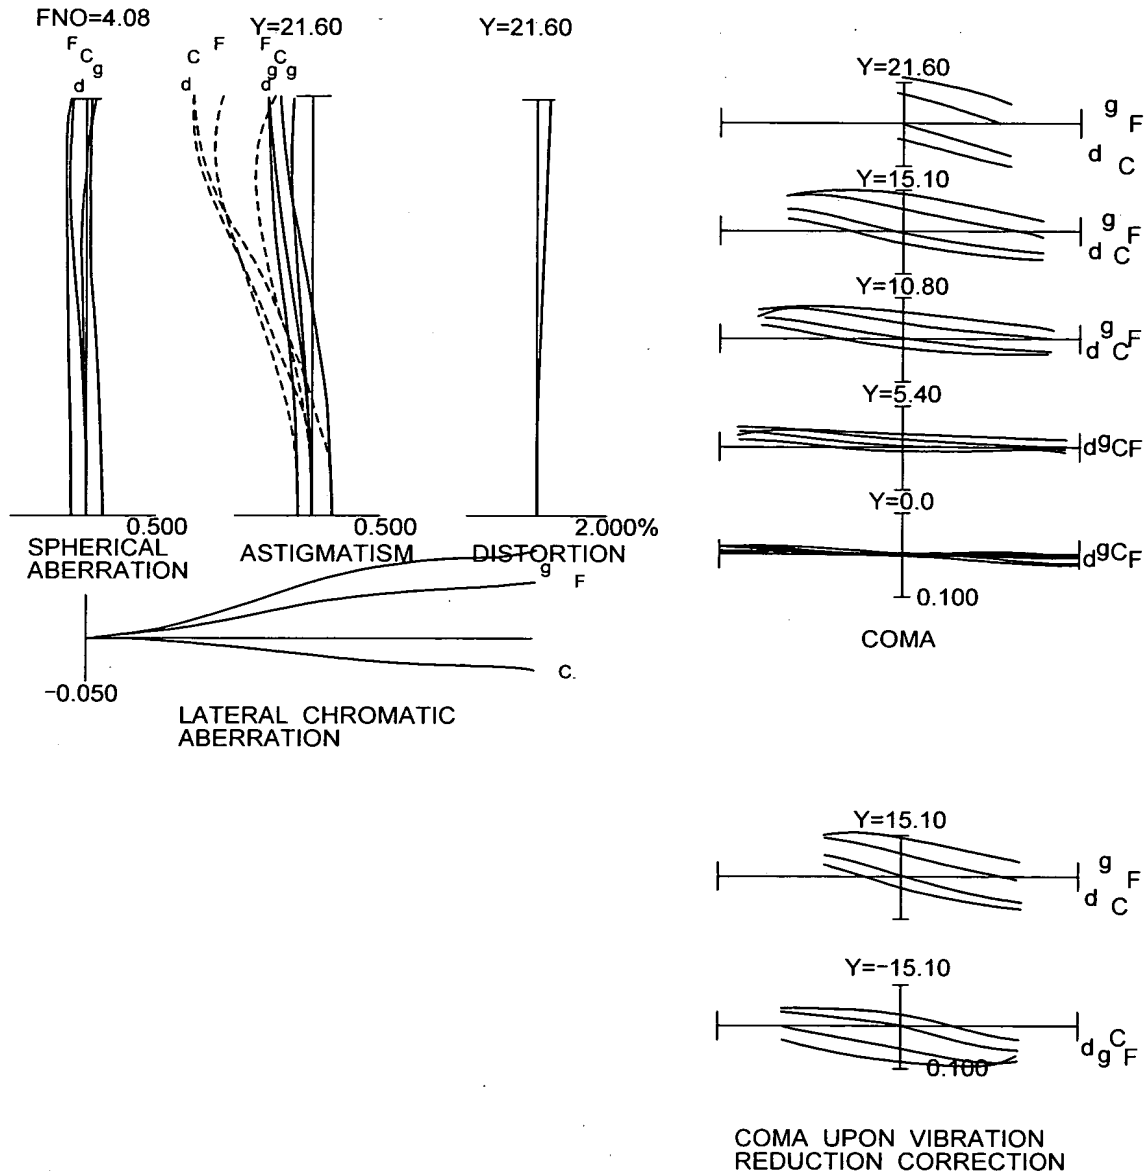 FNO=4.08
F
C
g
d
C
F
d
Y=21.60
F
C
g
g
d
Y=21.60
0.500
SPHERICAL
ABERRATION
0.500
ASTIGMATISM
2.000%
DISTORTION
g
F
C.
-0.050
LATERAL CHROMATIC
ABERRATION
Y=21.60
g
F
d
C
Y=15.10
g
F
d
C
Y=10.80
g
F
d
C
Y=5.40
dgCF
Y=0.0
dgCF
0.100
COMA
Y=15.10
g
F
d
C
Y=-15.10
C
d g F
0.100
COMA UPON VIBRATION
REDUCTION CORRECTION